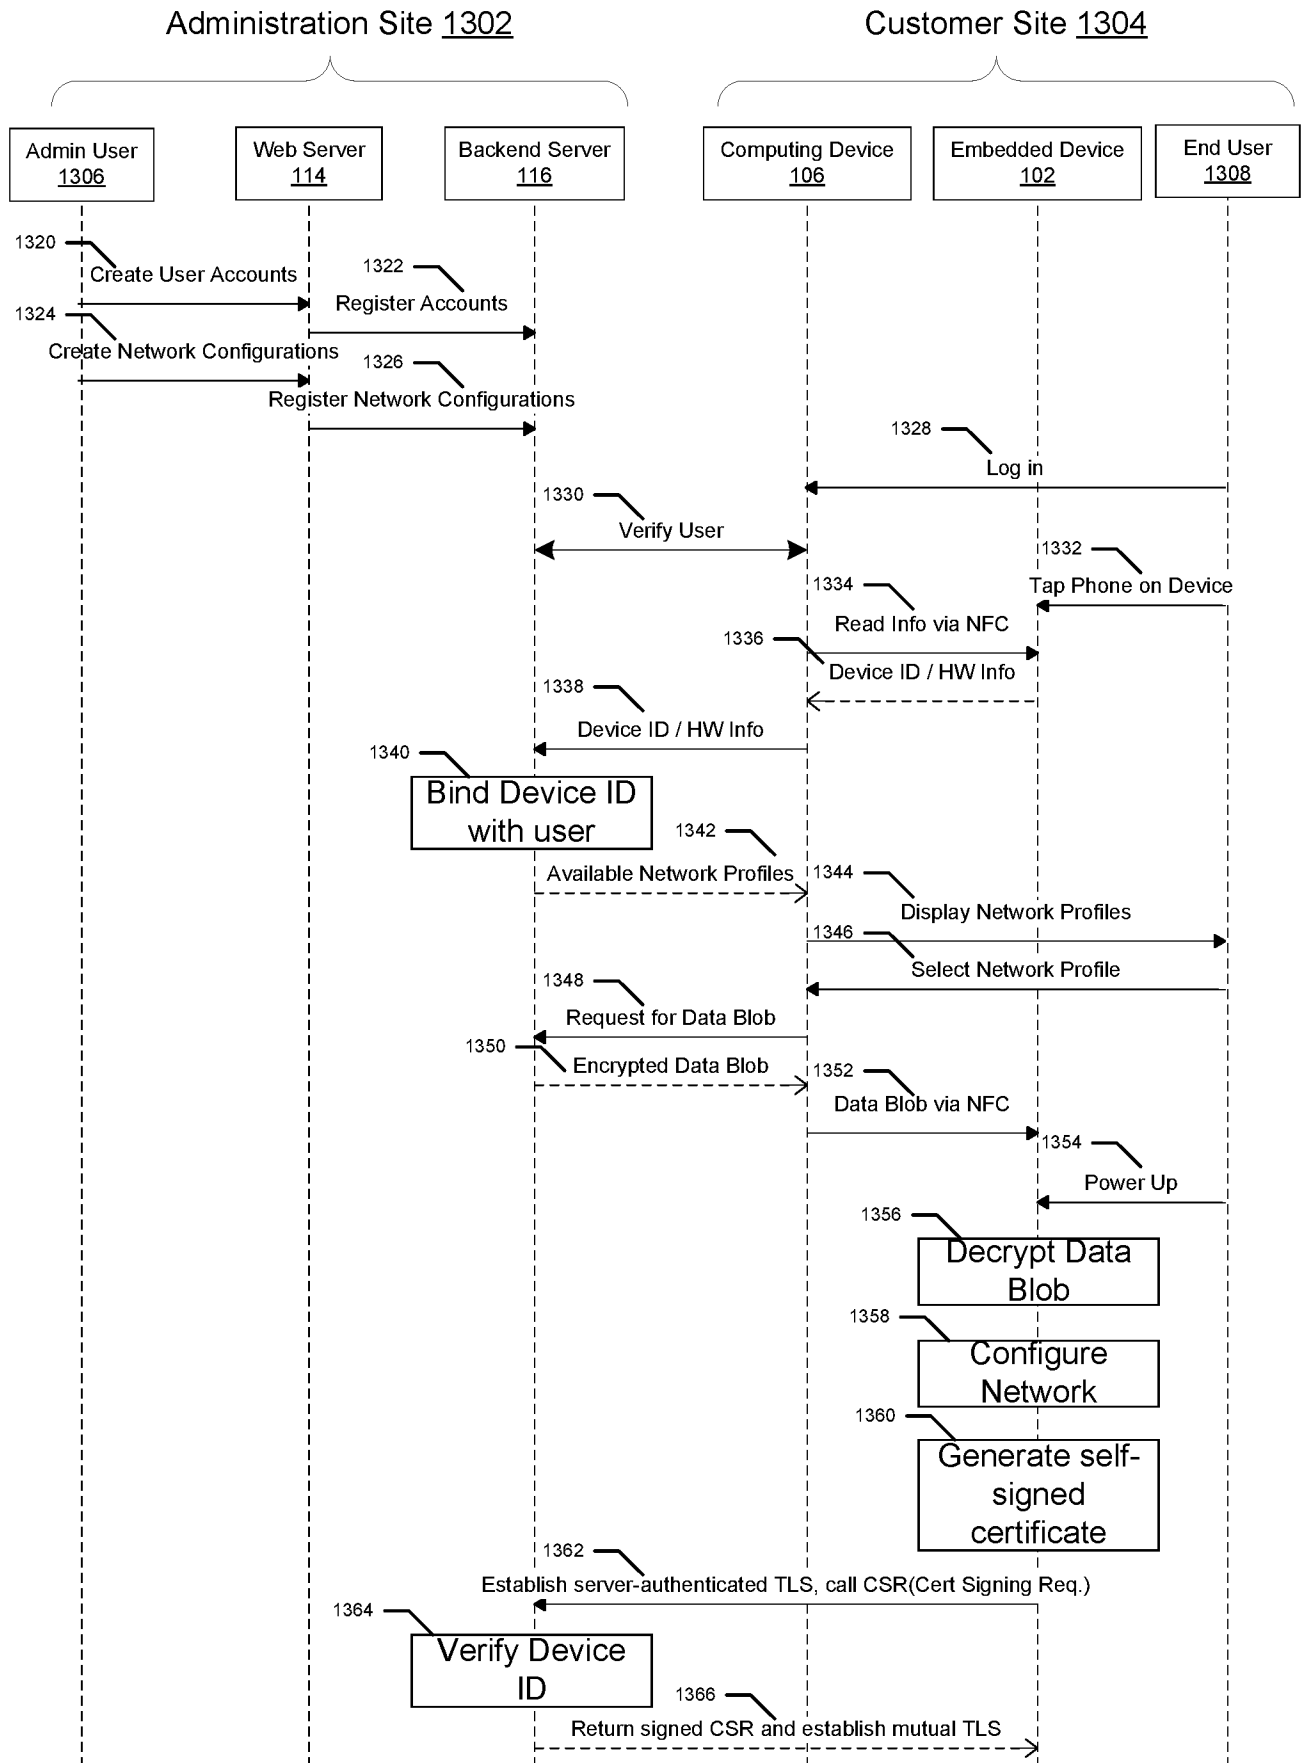 Administration Site 1302
Customer Site 1304
Admin User
1306
Web Server
114
Backend Server
116
Computing Device
106
Embedded Device
102
End User
1308
1320
Create User Accounts
1322
Register Accounts
1324
Create Network Configurations
1326
Register Network Configurations
1328
Log in
1330
Verify User
1332
Tap Phone on Device
1334
Read Info via NFC
1336
Device ID / HW Info
1338
Device ID / HW Info
1340
Bind Device ID
with user
1342
Available Network Profiles
1344
Display Network Profiles
1346
Select Network Profile
1348
Request for Data Blob
1350
Encrypted Data Blob
1352
Data Blob via NFC
1354
Power Up
1356
Decrypt Data
Blob
1358
Configure
Network
1360
Generate self-
signed
certificate
1362
Establish server-authenticated TLS, call CSR(Cert Signing Req.)
1364
Verify Device
ID
1366
Return signed CSR and establish mutual TLS